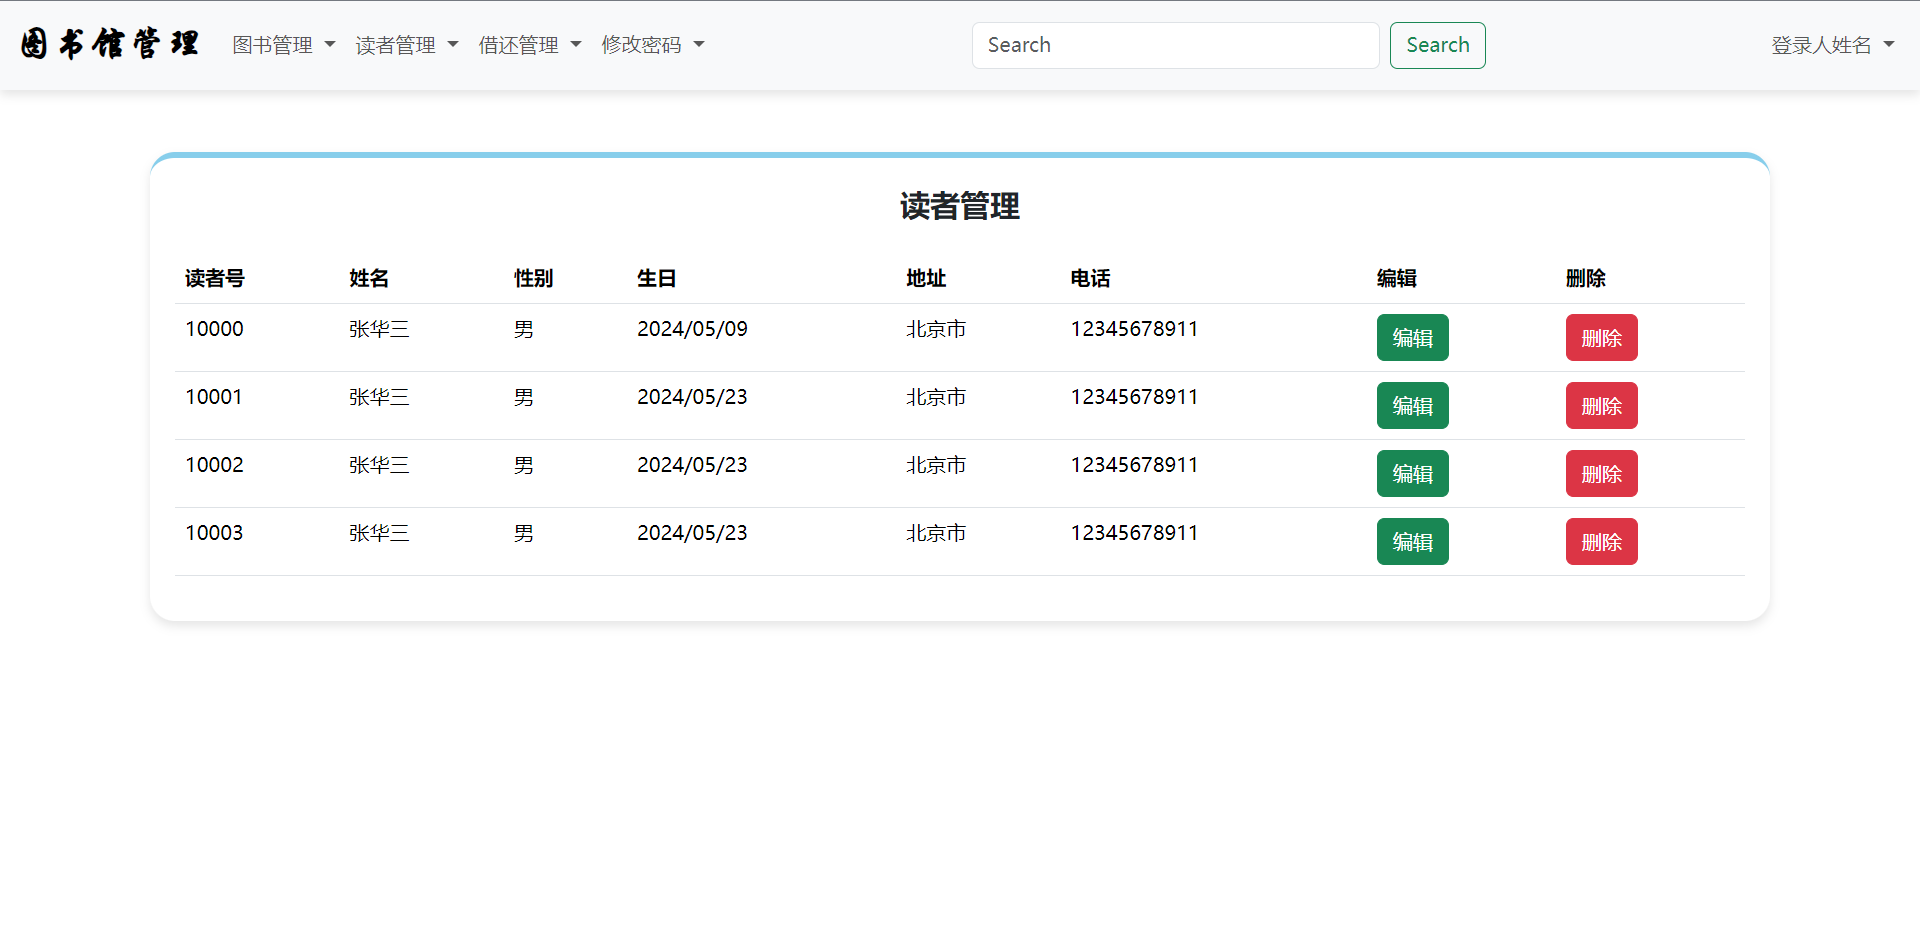 图书馆管理 图书管理 读者管理 借还管理 修改密码 Search Search 登录人姓名
读者管理
读者号 姓名 性别 生日 地址 电话 编辑 删除
10000 张华三 男 2024/05/09 北京市 12345678911 编辑 删除
10001 张华三 男 2024/05/23 北京市 12345678911 编辑 删除
10002 张华三 男 2024/05/23 北京市 12345678911 编辑 删除
10003 张华三 男 2024/05/23 北京市 12345678911 编辑 删除